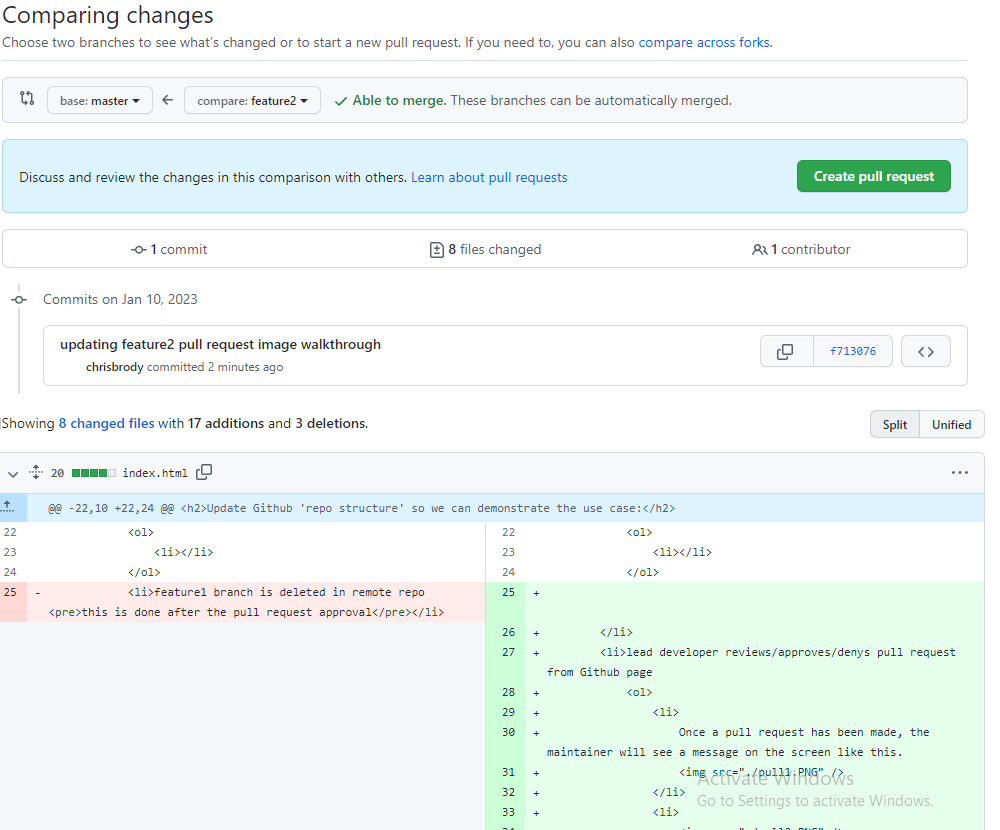 Comparing changes
Choose two branches to see what's changed or to start a new pull request. If you need to, you can also compare across forks.
base: master
compare: feature2
Able to merge. These branches can be automatically merged.
Discuss and review the changes in this comparison with others. Learn about pull requests
Create pull request
1 commit
8 files changed
1 contributor
Commits on Jan 10, 2023
updating feature2 pull request image walkthrough
chrisbrody committed 2 minutes ago
f713076
Showing 8 changed files with 17 additions and 3 deletions.
Split
Unified
20 index.html
@@ -22,10 +22,24 @@ <h2>Update Github 'repo structure' so we can demonstrate the use case:</h2>
22 <ol>
23 <li></li>
24 </ol>
25 - <li>feature1 branch is deleted in remote repo
<pre>this is done after the pull request approval</pre></li>
22 <ol>
23 <li></li>
24 </ol>
25 +
26 + </li>
27 + <li>lead developer reviews/approves/denys pull request
from Github page
28 + <ol>
29 + <li>
30 + Once a pull request has been made, the
maintainer will see a message on the screen like this.
31 + <img src="./pull1.PNG" />
32 + </li>
33 + <li>
Activate Windows
Go to Settings to activate Windows.